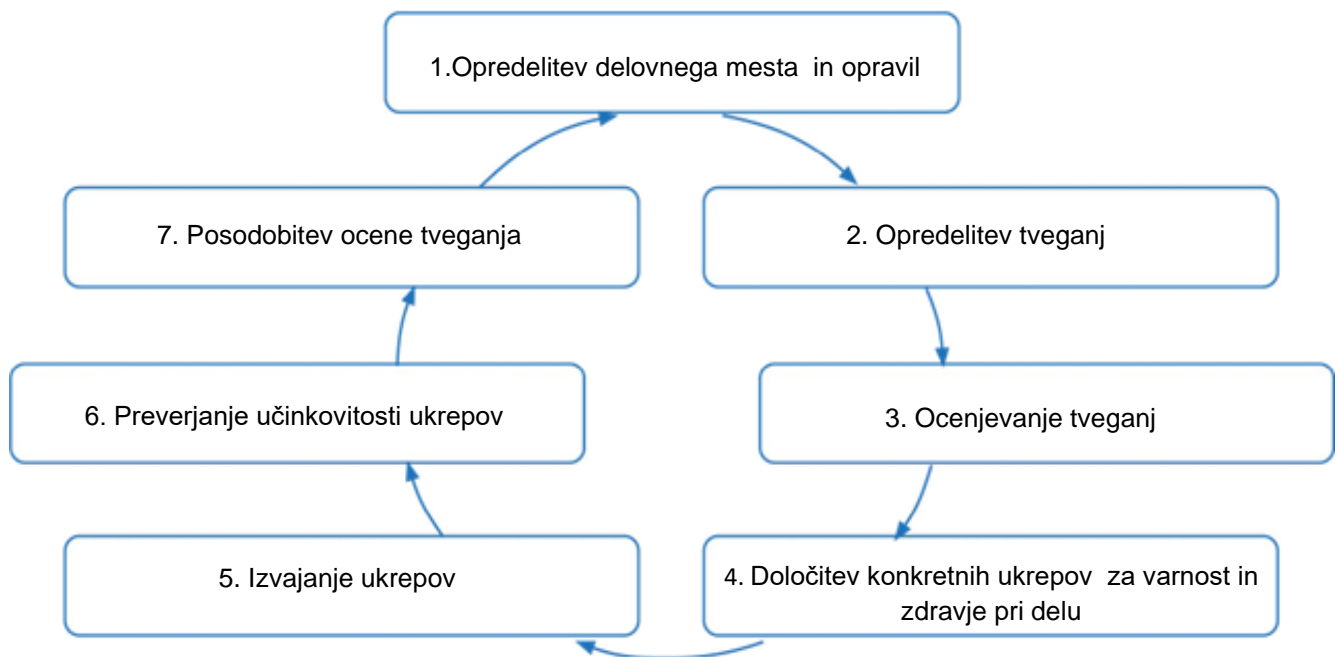 1.Opredelitev delovnega mesta in opravil
2. Opredelitev tveganj
3. Ocenjevanje tveganj
4. Določitev konkretnih ukrepov za varnost in
zdravje pri delu
5. Izvajanje ukrepov
6. Preverjanje učinkovitosti ukrepov
7. Posodobitev ocene tveganja